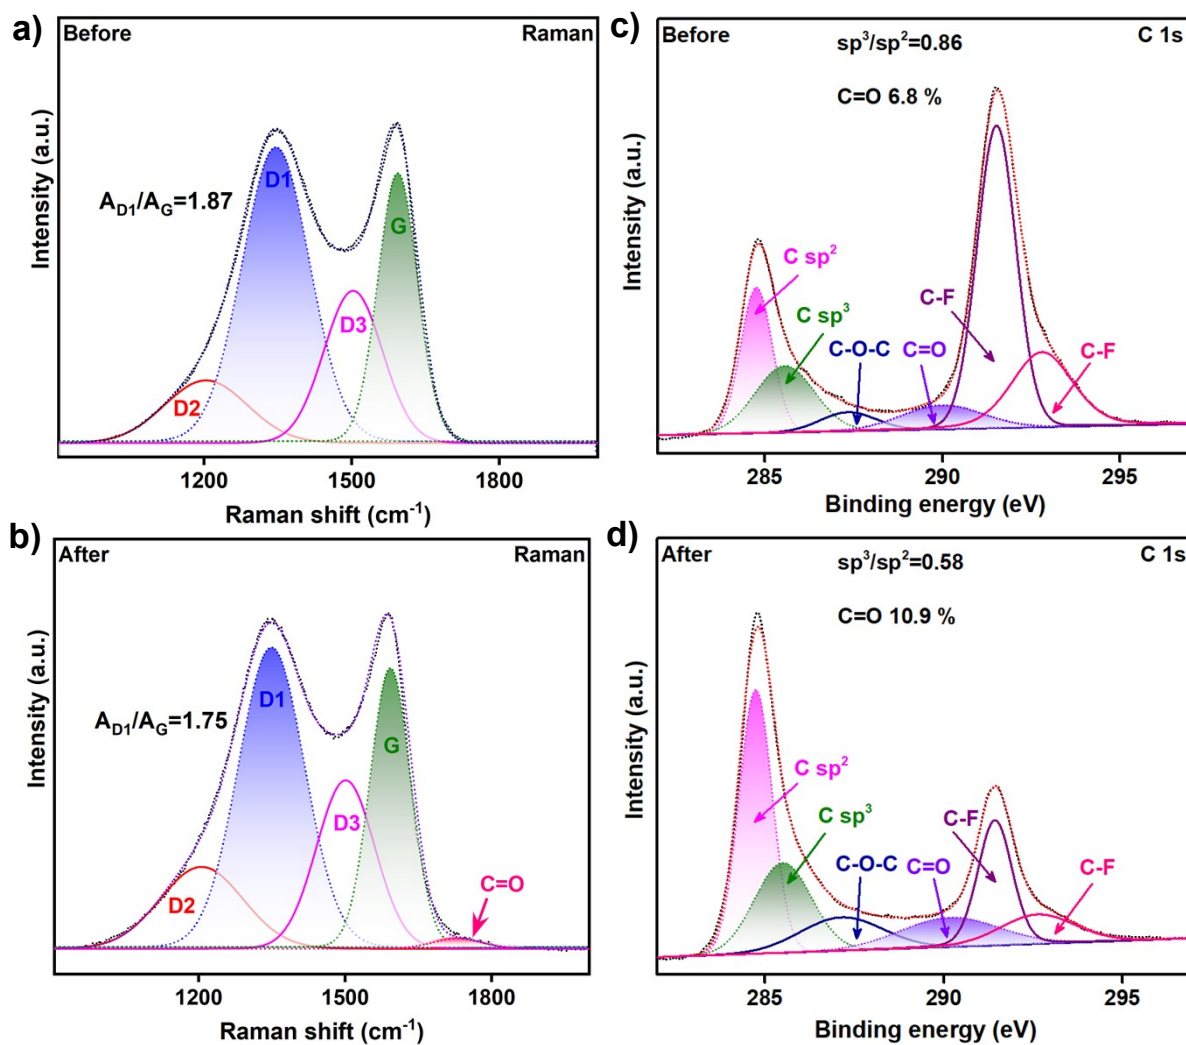 a)
Before
Raman
A_D1/A_G=1.87
D1
G
D3
D2
Intensity (a.u.)
1200
1500
1800
Raman shift (cm⁻¹)
c)
Before
sp³/sp²=0.86
C 1s
C=O 6.8 %
C sp²
C sp³
C-O-C
C=O
C-F
C-F
Intensity (a.u.)
285
290
295
Binding energy (eV)
b)
After
Raman
A_D1/A_G=1.75
D1
G
D3
D2
C=O
Intensity (a.u.)
1200
1500
1800
Raman shift (cm⁻¹)
d)
After
sp³/sp²=0.58
C 1s
C=O 10.9 %
C sp²
C sp³
C-O-C
C=O
C-F
C-F
Intensity (a.u.)
285
290
295
Binding energy (eV)